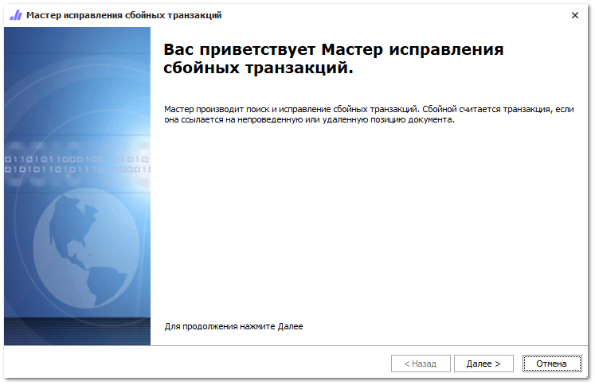 Мастер исправления сбойных транзакций
Вас приветствует Мастер исправления
сбойных транзакций.
Мастер производит поиск и исправление сбойных транзакций. Сбойной считается транзакция, если
она ссылается на непроведенную или удаленную позицию документа.
Для продолжения нажмите Далее
< Назад Далее > Отмена